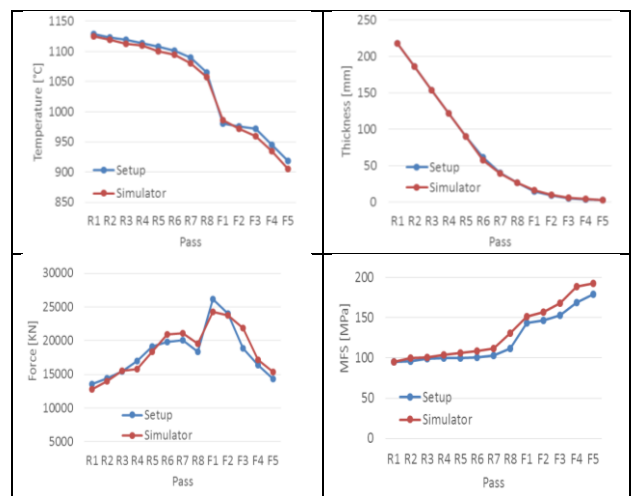 1150
1100
1050
1000
950
900
850
Temperature [°C]
Setup
Simulator
R1 R2 R3 R4 R5 R6 R7 R8 F1 F2 F3 F4 F5
Pass
250
200
150
100
50
0
Thickness [mm]
Setup
Simulator
R1 R2 R3 R4 R5 R6 R7 R8 F1 F2 F3 F4 F5
Pass
30000
25000
20000
15000
10000
5000
Force [KN]
Setup
Simulator
R1 R2 R3 R4 R5 R6 R7 R8 F1 F2 F3 F4 F5
Pass
200
150
100
50
0
MFS [MPa]
Setup
Simulator
R1 R2 R3 R4 R5 R6 R7 R8 F1 F2 F3 F4 F5
Pass